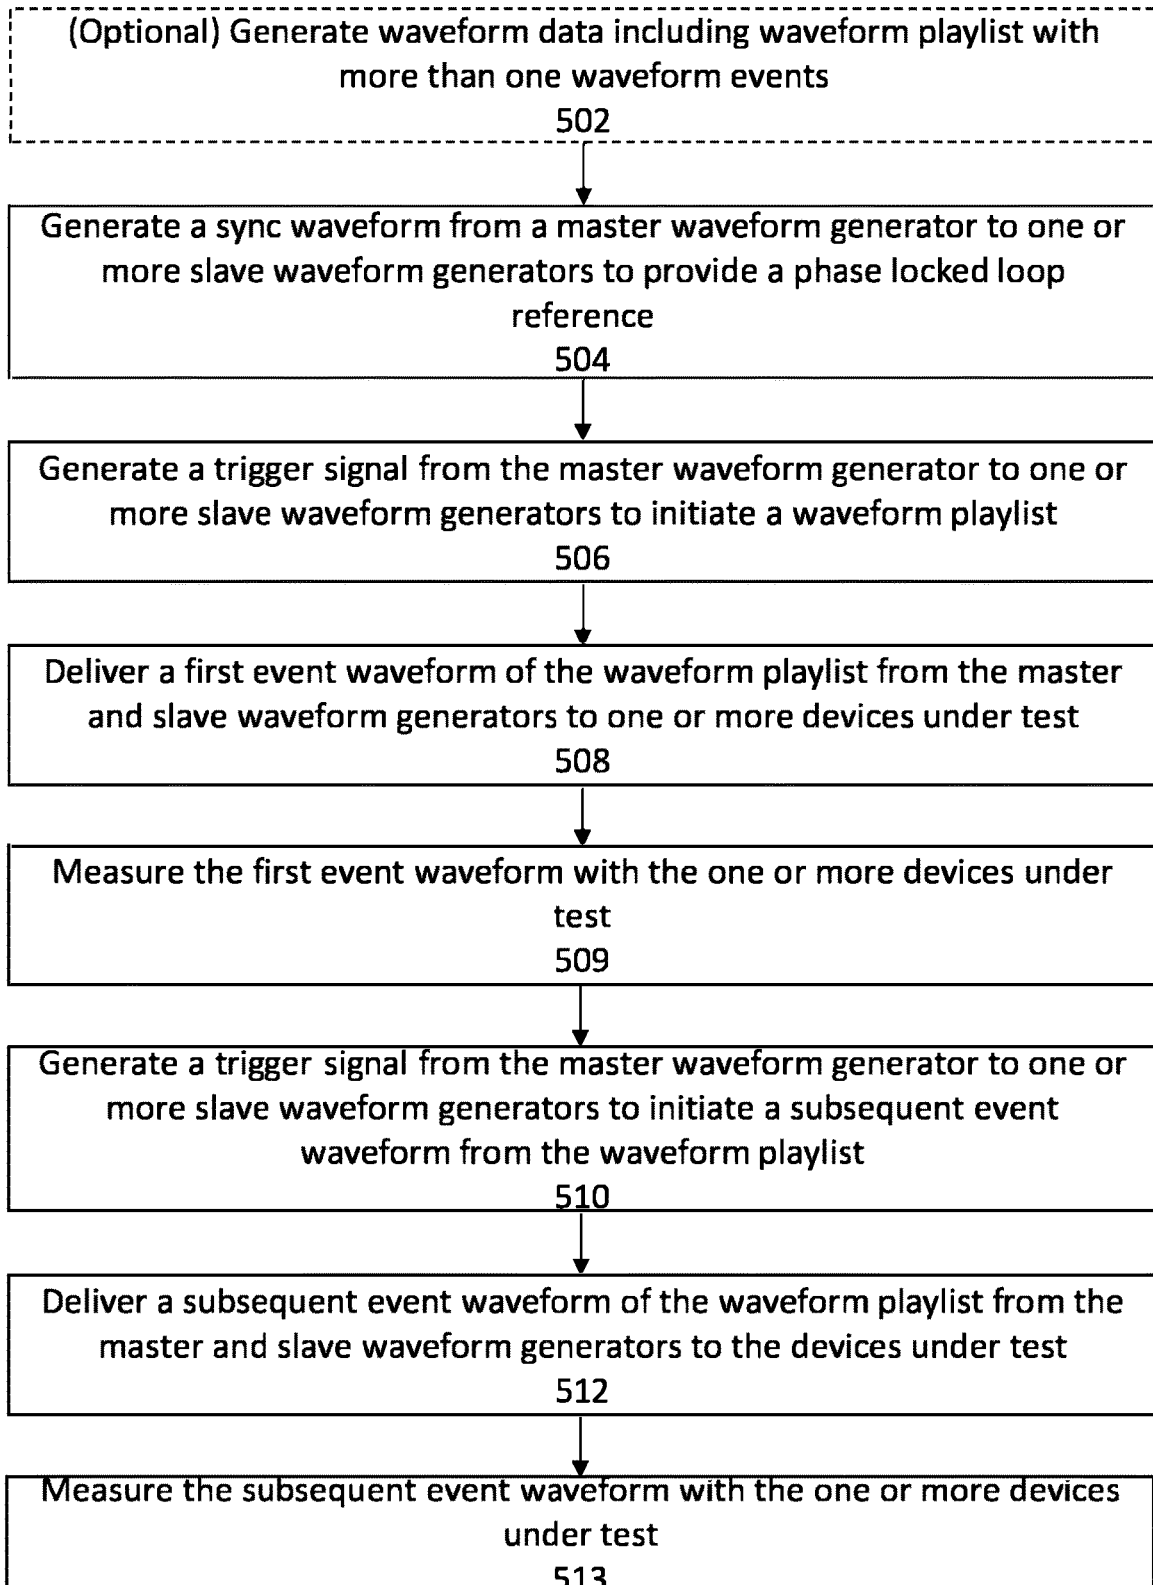 (Optional) Generate waveform data including waveform playlist with
more than one waveform events
502
Generate a sync waveform from a master waveform generator to one or
more slave waveform generators to provide a phase locked loop
reference
504
Generate a trigger signal from the master waveform generator to one or
more slave waveform generators to initiate a waveform playlist
506
Deliver a first event waveform of the waveform playlist from the master
and slave waveform generators to one or more devices under test
508
Measure the first event waveform with the one or more devices under
test
509
Generate a trigger signal from the master waveform generator to one or
more slave waveform generators to initiate a subsequent event
waveform from the waveform playlist
510
Deliver a subsequent event waveform of the waveform playlist from the
master and slave waveform generators to the devices under test
512
Measure the subsequent event waveform with the one or more devices
under test
513